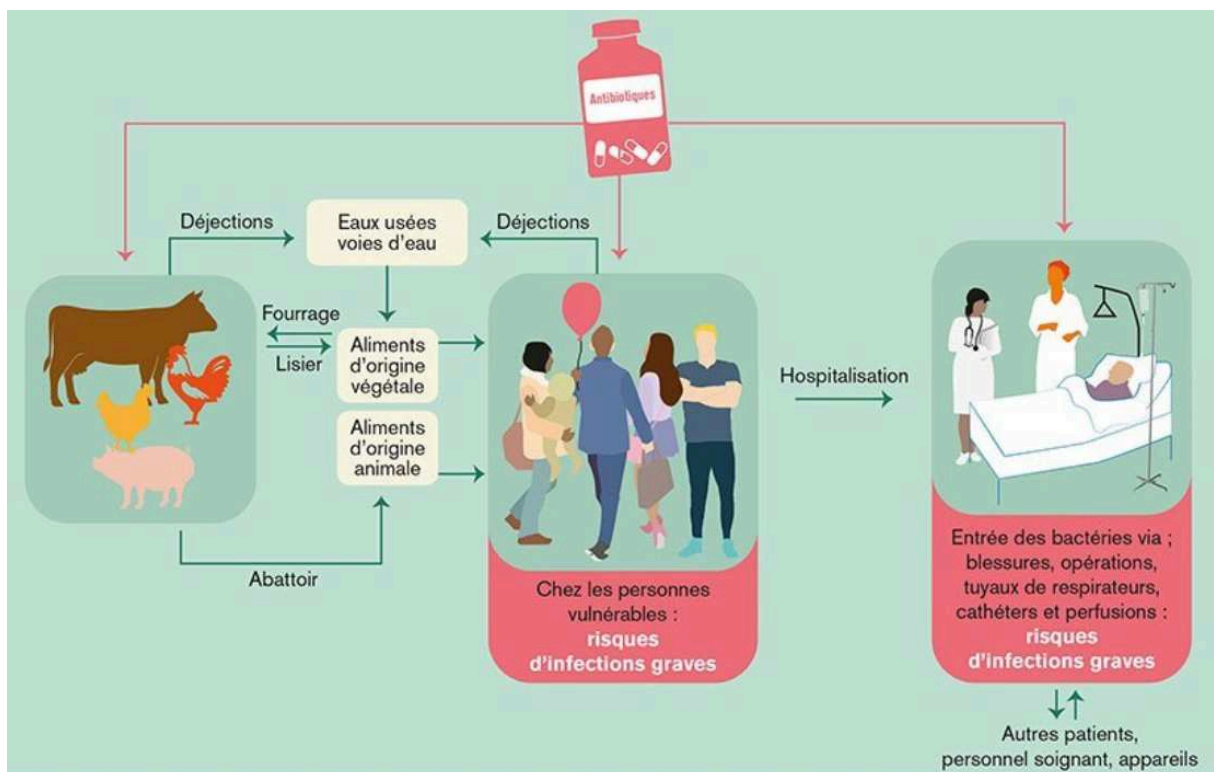 Antibiotiques
Déjections
Eaux usées
voies d'eau
Déjections
Fourrage
Lisier
Aliments
d'origine
végétale
Aliments
d'origine
animale
Abattoir
Hospitalisation
Chez les personnes
vulnérables :
risques
d'infections graves
Entrée des bactéries via ;
blessures, opérations,
tuyaux de respirateurs,
cathéters et perfusions :
risques
d'infections graves
Autres patients,
personnel soignant, appareils